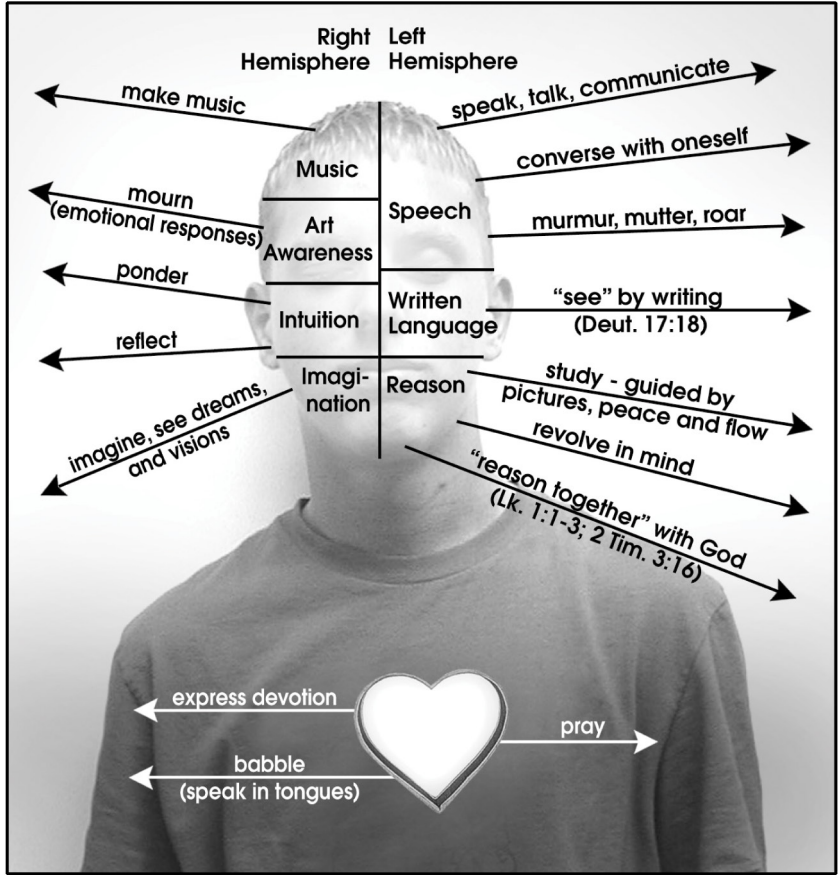 Right
Hemisphere
Left
Hemisphere
make music
mourn
(emotional responses)
ponder
reflect
imagine, see dreams,
and visions
Music
Art
Awareness
Intuition
Imagi-
nation
Speech
Written
Language
Reason
speak, talk, communicate
converse with oneself
murmur, mutter, roar
“see” by writing
(Deut. 17:18)
study - guided by
pictures, peace and flow
revolve in mind
“reason together” with God
(Lk. 1:1-3; 2 Tim. 3:16)
express devotion
babble
(speak in tongues)
pray